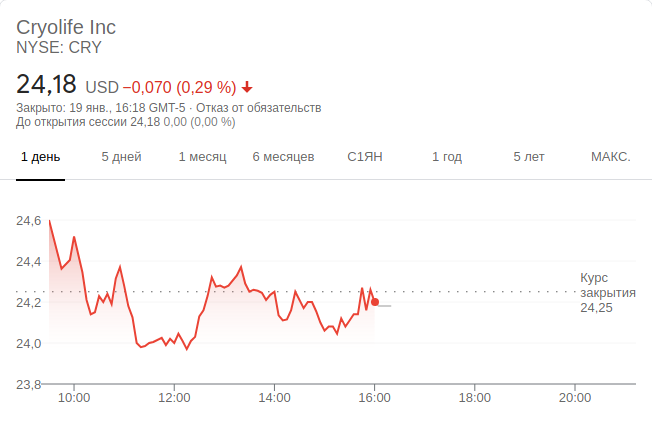 Cryolife Inc
NYSE: CRY
24,18 USD −0,070 (0,29 %)
Закрыто: 19 янв., 16:18 GMT-5 · Отказ от обязательств
До открытия сессии 24,18 0,00 (0,00 %)
1 день 5 дней 1 месяц 6 месяцев С1ЯН 1 год 5 лет МАКС.
24,6
24,4
Курс
закрытия
24,25
24,2
24,0
23,8
10:00 12:00 14:00 16:00 18:00 20:00